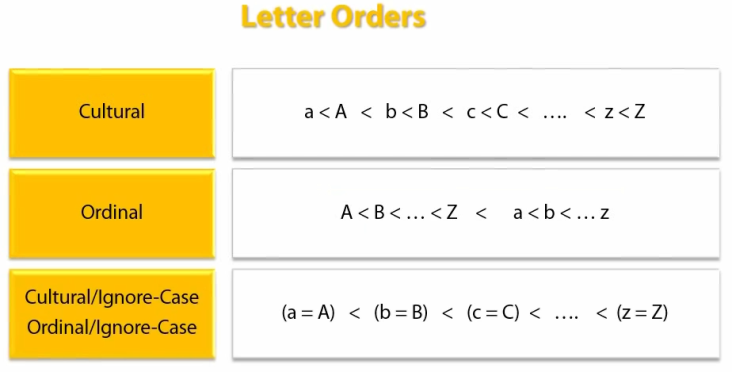 Letter Orders
Cultural
a < A < b < B < c < C < .... < z < Z
Ordinal
A < B < ... < Z < a < b < ... z
Cultural/Ignore-Case
Ordinal/Ignore-Case
(a = A) < (b = B) < (c = C) < .... < (z = Z)